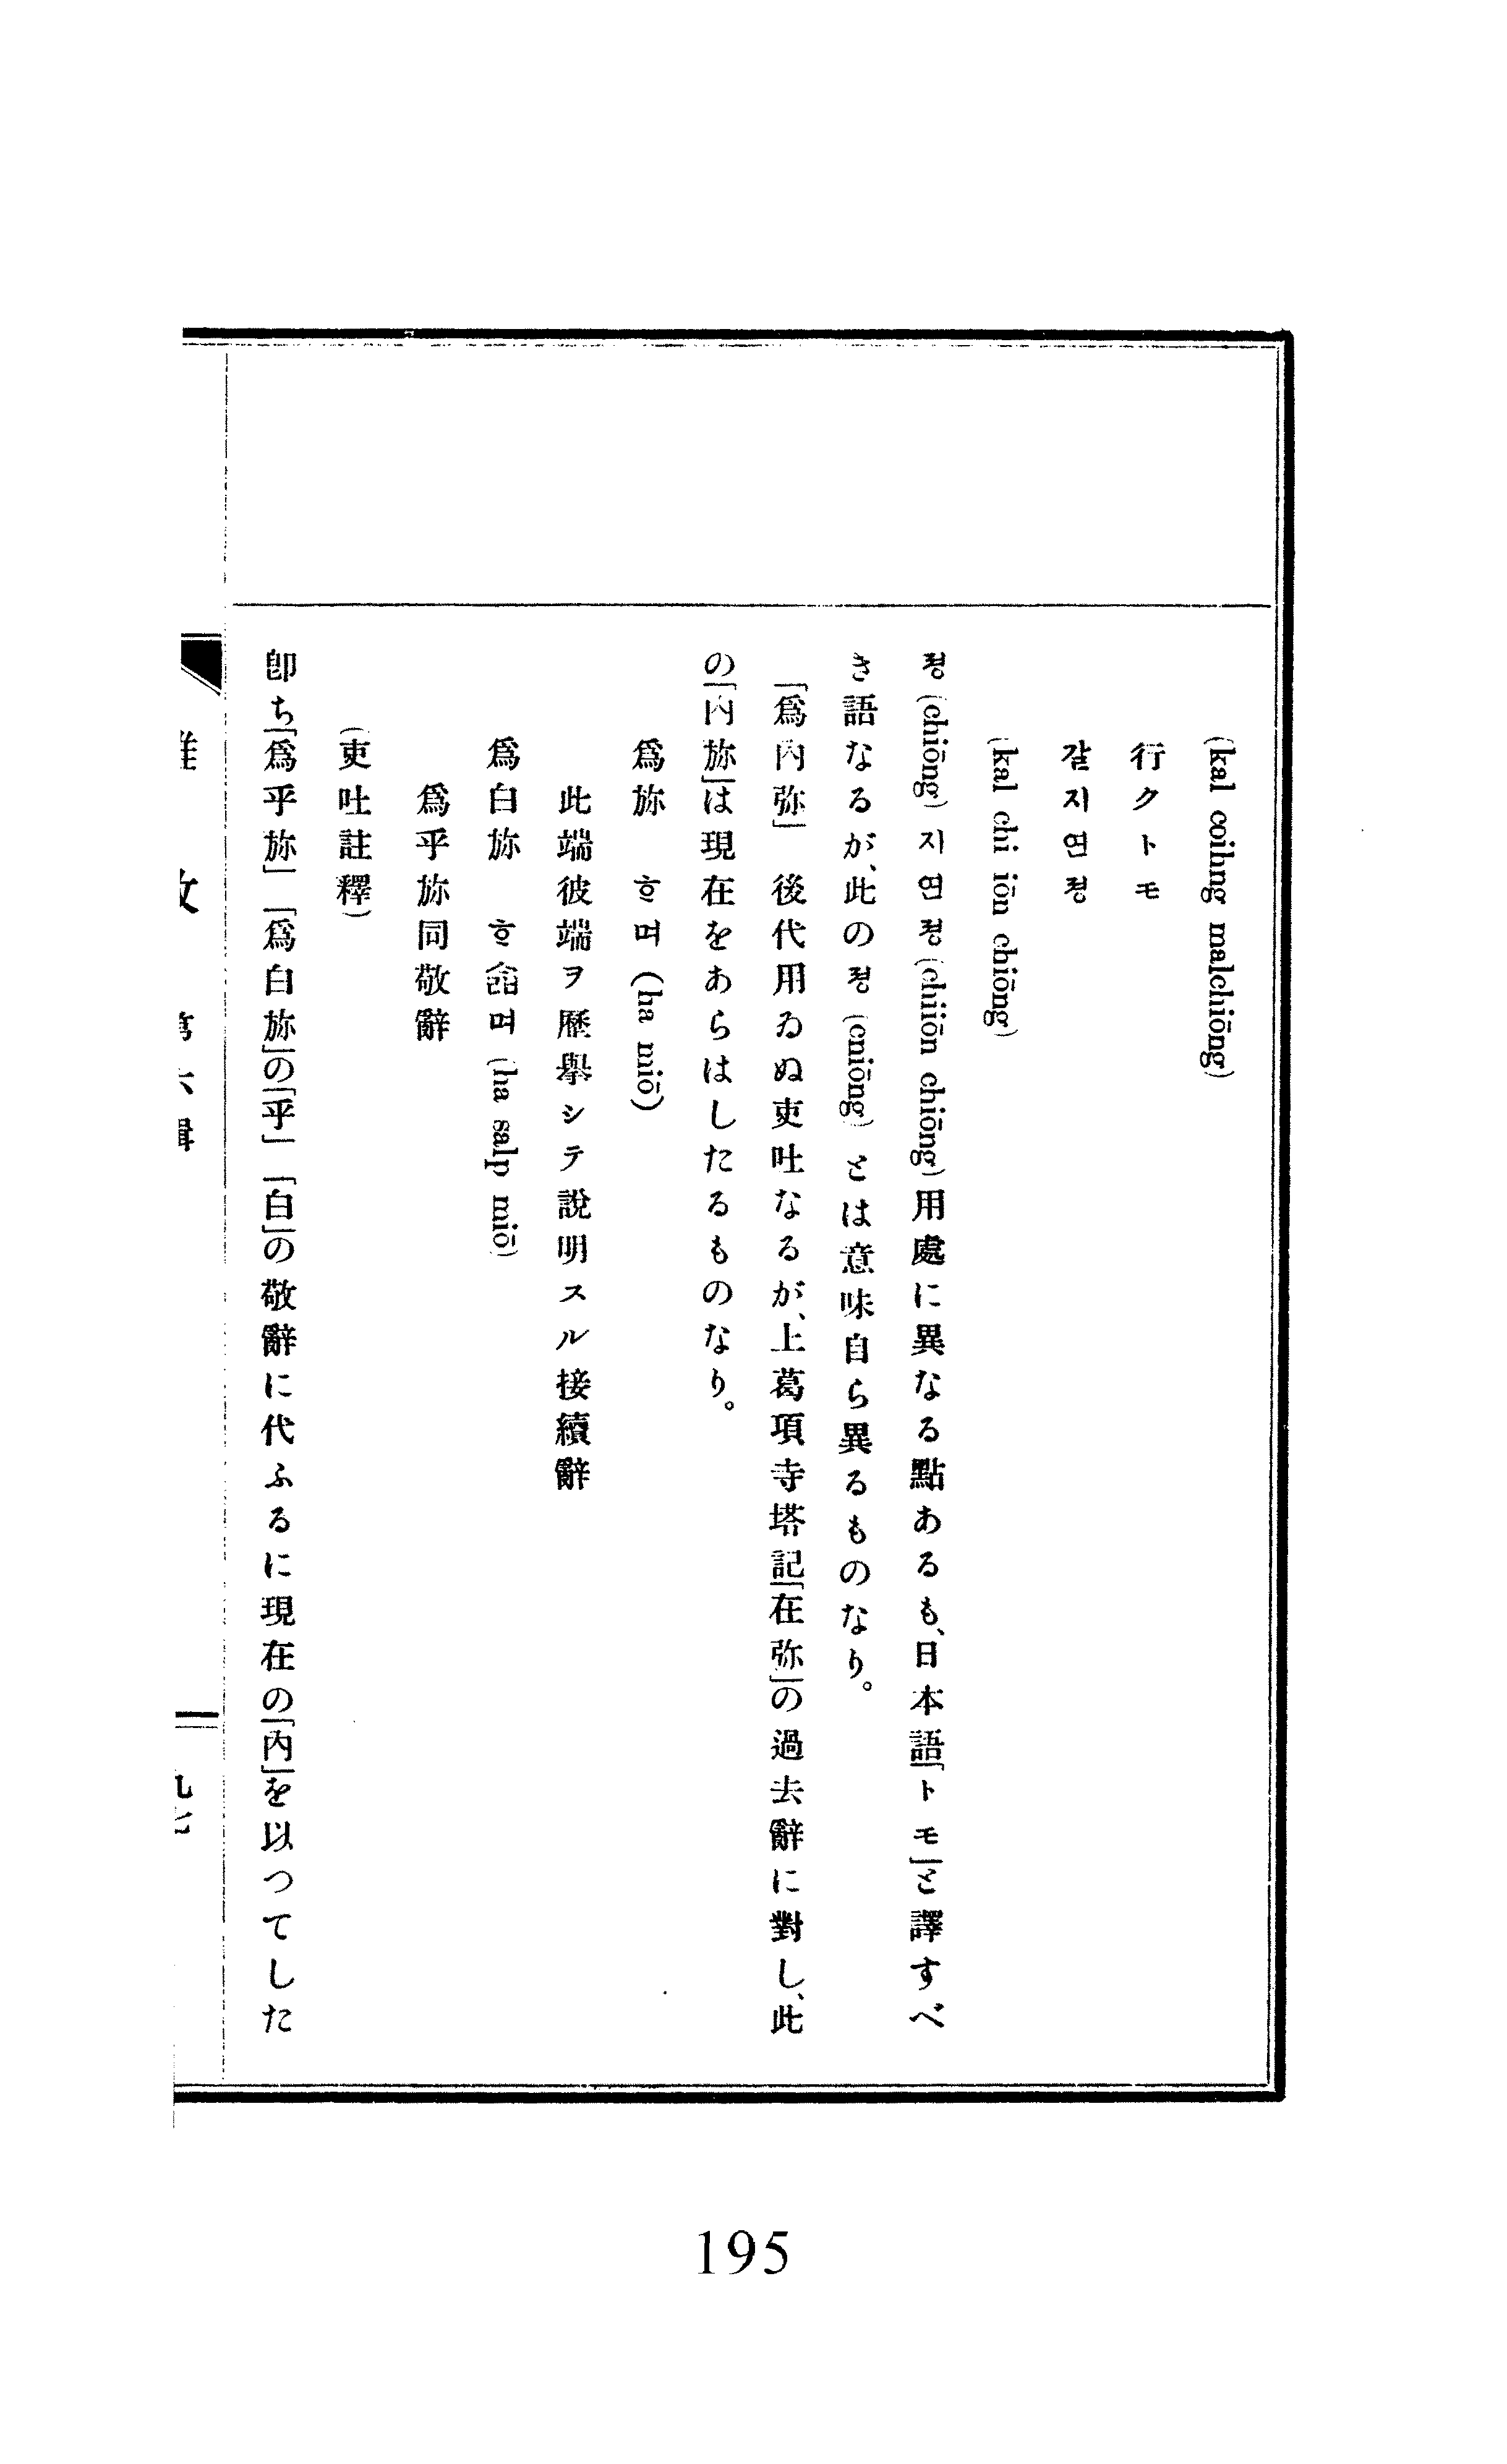 (kal coihng malchiōng)
行クトモ
갈지연졍
(kal chi iōn chiōng)
졍(chiōng)지연졍(chiiōn chiōng)用處に異なる點あるも、日本語「トモ」と譯すべ
き語なるが、此の졍(cniōng)とは意味自ら異るものなり。
「爲內弥」後代用ゐぬ吏吐なるが、上葛項寺塔記「在弥」の過去辭に對し、此
の「內旀」は現在をあらはしたるものなり。
爲旀 ᄒᆞ며(ha miō)
此端彼端ヲ歷擧シテ說明スル接續辭
爲白旀 ᄒᆞᄉᆞᆲ며(ha salp miō)
爲乎旀同敬辭
(吏吐註釋)
卽ち「爲乎旀」「爲白旀」の「乎」「白」の敬辭に代ふるに現在の「內」を以つてした
第六輯
九七
195